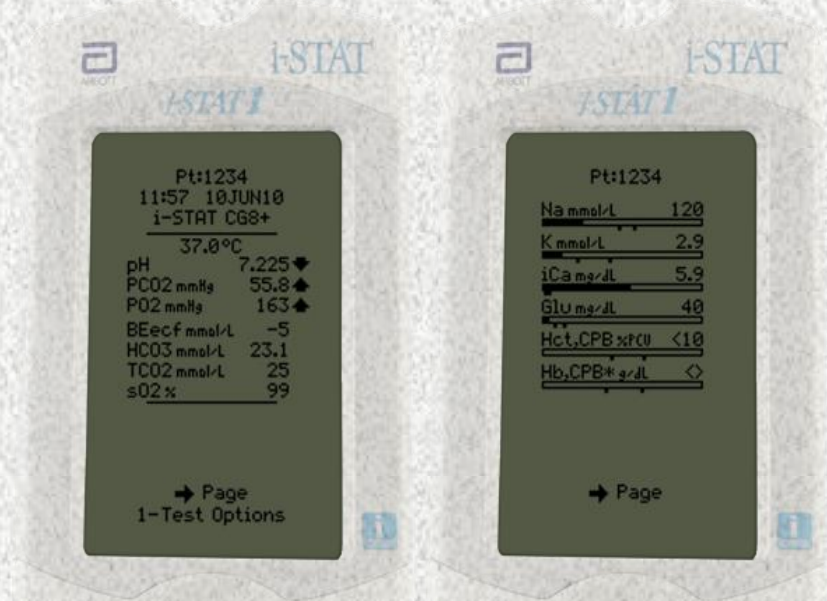 ABBOTT
i-STAT
i-STAT 1
Pt:1234
11:57 10JUN10
i-STAT CG8+
37.0°C
pH 7.225
PCO2 mmHg 55.8
PO2 mmHg 163
BEecf mmol/L -5
HCO3 mmol/L 23.1
TCO2 mmol/L 25
sO2 % 99
Page
1-Test Options
i
ABBOTT
i-STAT
i-STAT 1
Pt:1234
Na mmol/L 120
K mmol/L 2.9
iCa mg/dL 5.9
Glu mg/dL 40
Hct,CPB %PCV <10
Hb,CPB* g/dL <>
Page
i